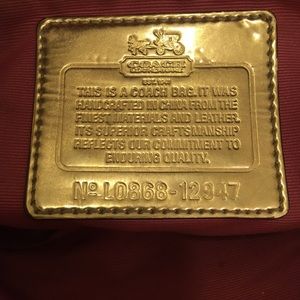 COACH
EST. 1941
THIS IS A COACH BAG. IT WAS
HANDCRAFTED IN CHINA FROM THE
FINEST MATERIALS AND LEATHER.
ITS SUPERIOR CRAFTSMANSHIP
REFLECTS OUR COMMITMENT TO
ENDURING QUALITY.
Nº L0868-12947